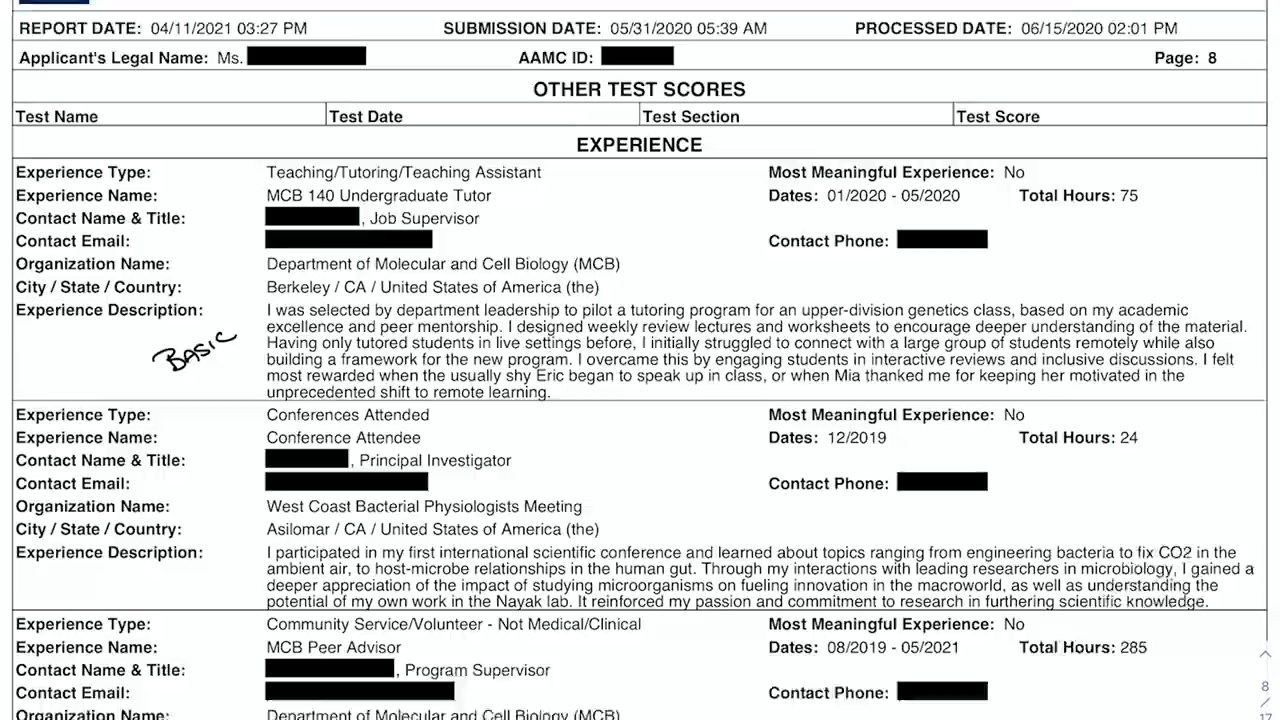 REPORT DATE: 04/11/2021 03:27 PM SUBMISSION DATE: 05/31/2020 05:39 AM PROCESSED DATE: 06/15/2020 02:01 PM
Applicant's Legal Name: Ms. AAMC ID: Page: 8
OTHER TEST SCORES
Test Name Test Date Test Section Test Score
EXPERIENCE
Experience Type: Teaching/Tutoring/Teaching Assistant Most Meaningful Experience: No
Experience Name: MCB 140 Undergraduate Tutor Dates: 01/2020 - 05/2020 Total Hours: 75
Contact Name & Title: , Job Supervisor
Contact Email: Contact Phone:
Organization Name: Department of Molecular and Cell Biology (MCB)
City / State / Country: Berkeley / CA / United States of America (the)
Experience Description: I was selected by department leadership to pilot a tutoring program for an upper-division genetics class, based on my academic
excellence and peer mentorship. I designed weekly review lectures and worksheets to encourage deeper understanding of the material.
BASIC Having only tutored students in live settings before, I initially struggled to connect with a large group of students remotely while also
building a framework for the new program. I overcame this by engaging students in interactive reviews and inclusive discussions. I felt
most rewarded when the usually shy Eric began to speak up in class, or when Mia thanked me for keeping her motivated in the
unprecedented shift to remote learning.
Experience Type: Conferences Attended Most Meaningful Experience: No
Experience Name: Conference Attendee Dates: 12/2019 Total Hours: 24
Contact Name & Title: , Principal Investigator
Contact Email: Contact Phone:
Organization Name: West Coast Bacterial Physiologists Meeting
City / State / Country: Asilomar / CA / United States of America (the)
Experience Description: I participated in my first international scientific conference and learned about topics ranging from engineering bacteria to fix CO2 in the
ambient air, to host-microbe relationships in the human gut. Through my interactions with leading researchers in microbiology, I gained a
deeper appreciation of the impact of studying microorganisms on fueling innovation in the macroworld, as well as understanding the
potential of my own work in the Nayak lab. It reinforced my passion and commitment to research in furthering scientific knowledge.
Experience Type: Community Service/Volunteer - Not Medical/Clinical Most Meaningful Experience: No
Experience Name: MCB Peer Advisor Dates: 08/2019 - 05/2021 Total Hours: 285
Contact Name & Title: , Program Supervisor
Contact Email: Contact Phone:
Organization Name: Department of Molecular and Cell Biology (MCB)
8
/
17